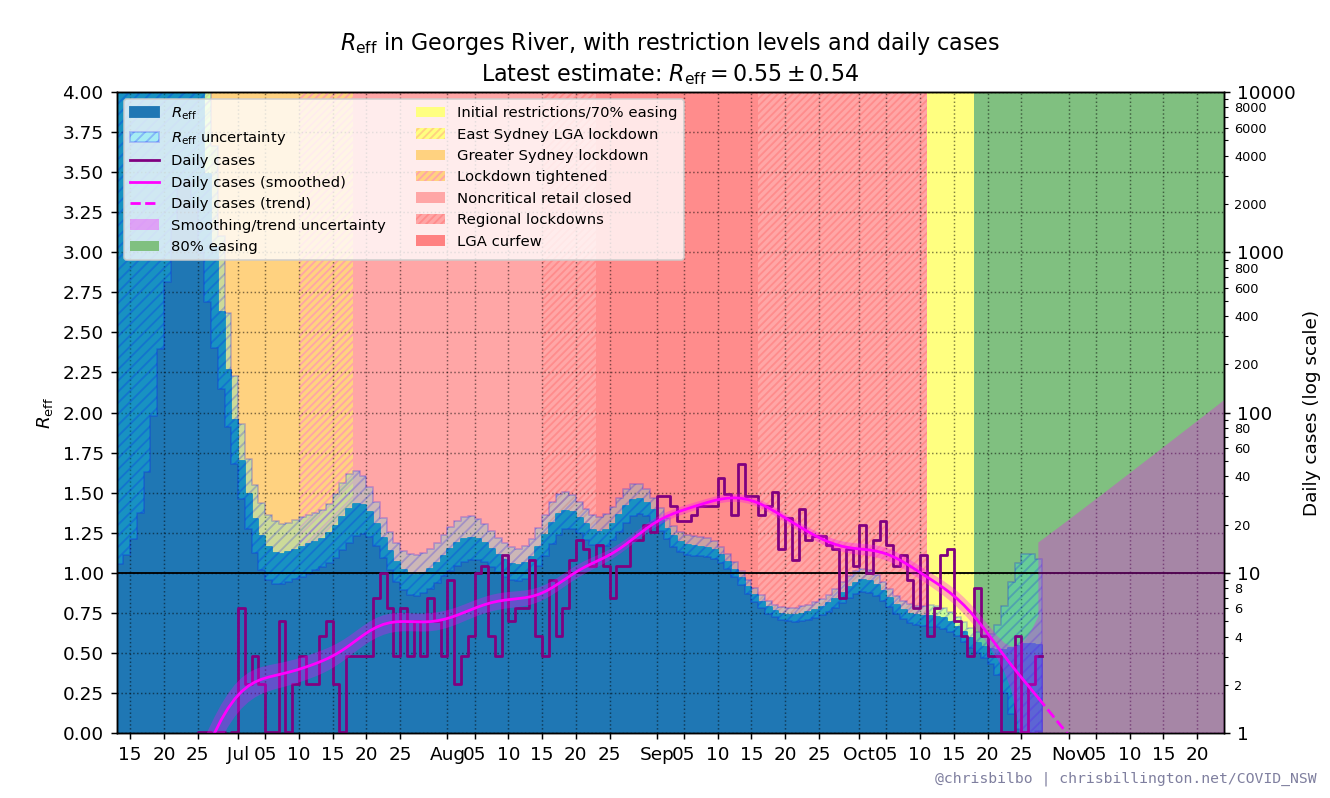 R_eff in Georges River, with restriction levels and daily cases
Latest estimate: R_eff = 0.55 ± 0.54
4.00
3.75
3.50
3.25
3.00
2.75
2.50
2.25
2.00
1.75
1.50
1.25
1.00
0.75
0.50
0.25
0.00
R_eff
R_eff
R_eff uncertainty
Daily cases
Daily cases (smoothed)
Daily cases (trend)
Smoothing/trend uncertainty
80% easing
Initial restrictions/70% easing
East Sydney LGA lockdown
Greater Sydney lockdown
Lockdown tightened
Noncritical retail closed
Regional lockdowns
LGA curfew
10000
8000
6000
4000
2000
1000
800
600
400
200
100
80
60
40
20
10
8
6
4
2
1
Daily cases (log scale)
15 20 25 Jul 05 10 15 20 25 Aug 05 10 15 20 25 Sep 05 10 15 20 25 Oct 05 10 15 20 25 Nov 05 10 15 20
@chrisbilbo | chrisbillington.net/COVID_NSW